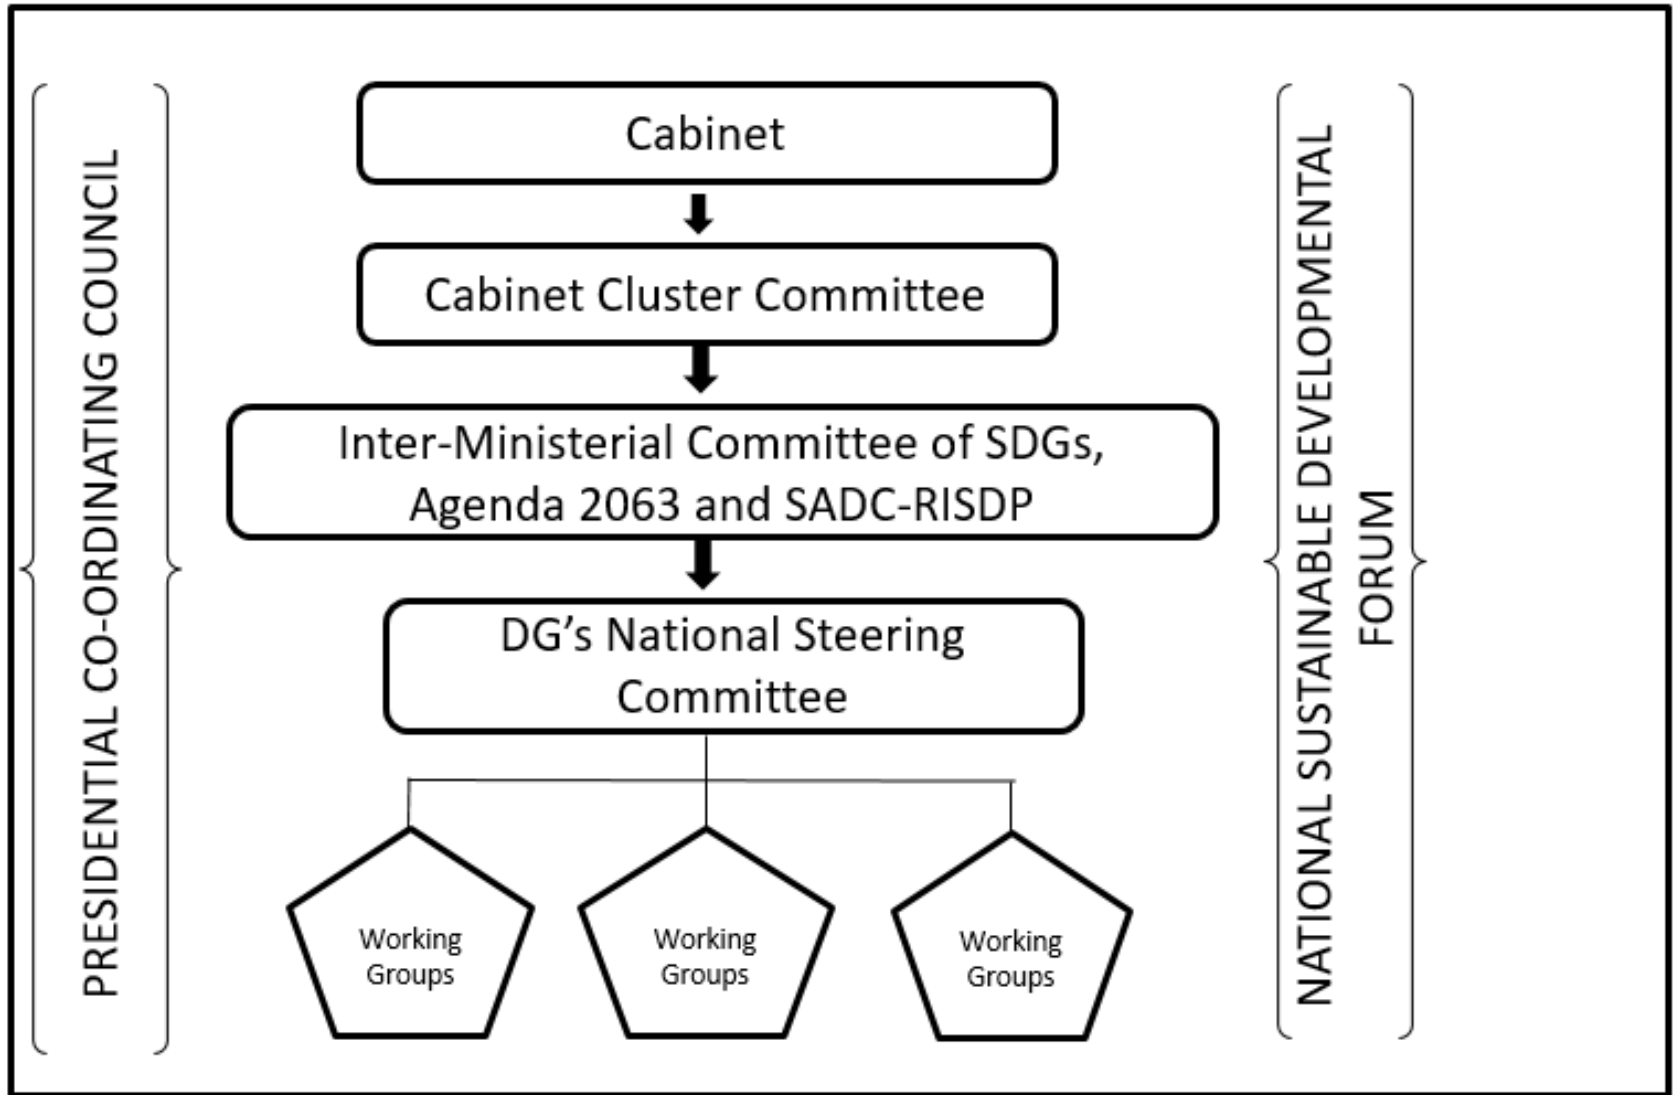 PRESIDENTIAL CO-ORDINATING COUNCIL
Cabinet
Cabinet Cluster Committee
Inter-Ministerial Committee of SDGs,
Agenda 2063 and SADC-RISDP
DG’s National Steering
Committee
Working
Groups
Working
Groups
Working
Groups
NATIONAL SUSTAINABLE DEVELOPMENTAL
FORUM